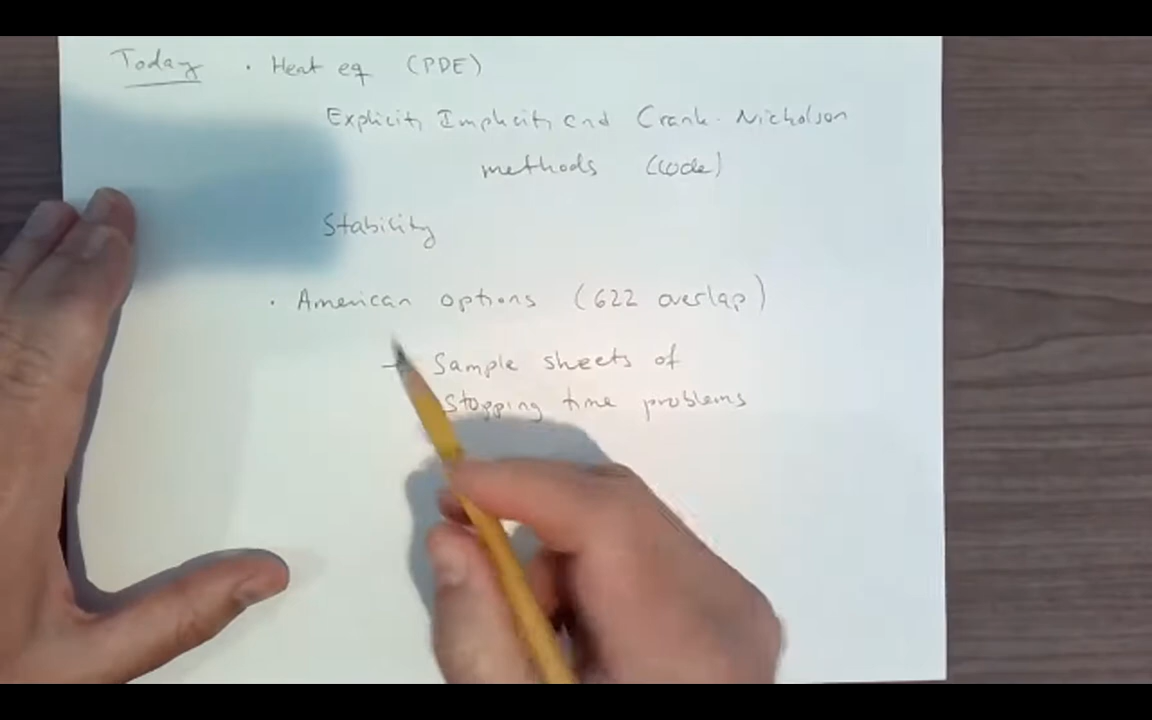 Today • Heat eq (PDE)
Explicit, Implicit, and Crank-Nicholson
methods (code)
Stability
• American options (622 overlap)
Sample sheets of
stopping time problems